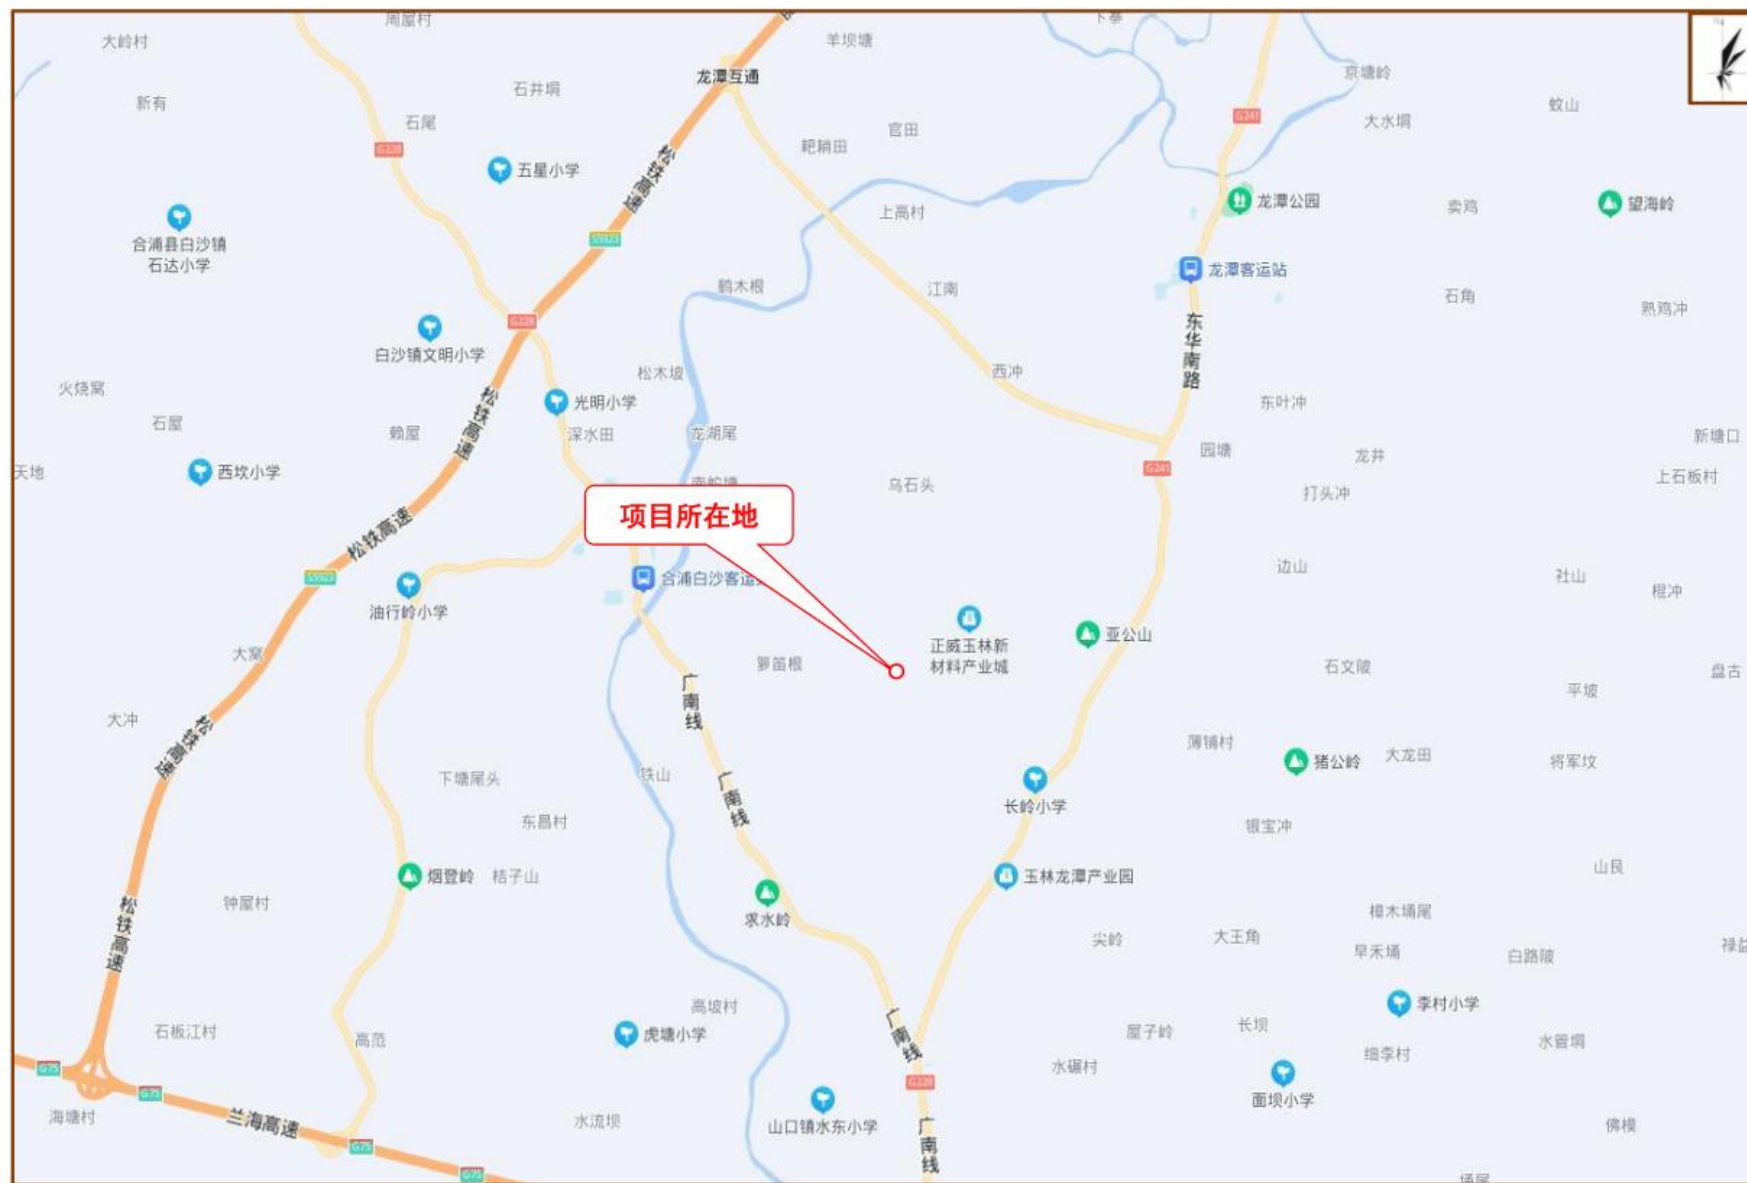 周屋村
大岭村
羊坝塘
龙潭互通
京塘岭
石井垌
新有
蚊山
G241
石尾
大水垌
官田
耙耥田
G228
松铁高速
五星小学
龙潭公园
卖鸡
望海岭
上高村
合浦县白沙镇
石达小学
S5923
龙潭客运站
鹤木根
江南
石角
熟鸡冲
G228
东华南路
白沙镇文明小学
松木坡
西冲
火烧窝
光明小学
东叶冲
石屋
赖屋
松铁高速
深水田
龙湖尾
新塘口
园塘
龙井
天地
西坎小学
G241
上石板村
乌石头
打头冲
项目所在地
松铁高速
边山
S5923
合浦白沙客运
社山
棍冲
油行岭小学
亚公山
正威玉林新
材料产业城
大窝
箩笛根
石文陂
盘古
平坡
广南线
大冲
松铁高速
薄铺村
猪公岭
大龙田
将军坟
下塘尾头
铁山
广南线
长岭小学
东昌村
银宝冲
山艮
烟登岭
桔子山
玉林龙潭产业园
钟屋村
求水岭
樟木埇尾
松铁高速
尖岭
大王角
早禾埇
白路陂
禄益
高坡村
李村小学
石板江村
高范
虎塘小学
广南线
屋子岭
长坝
细李村
水管垌
G75
水碾村
G228
面坝小学
G75
海塘村
兰海高速
水流坝
山口镇水东小学
广南线
佛模
G75
G75